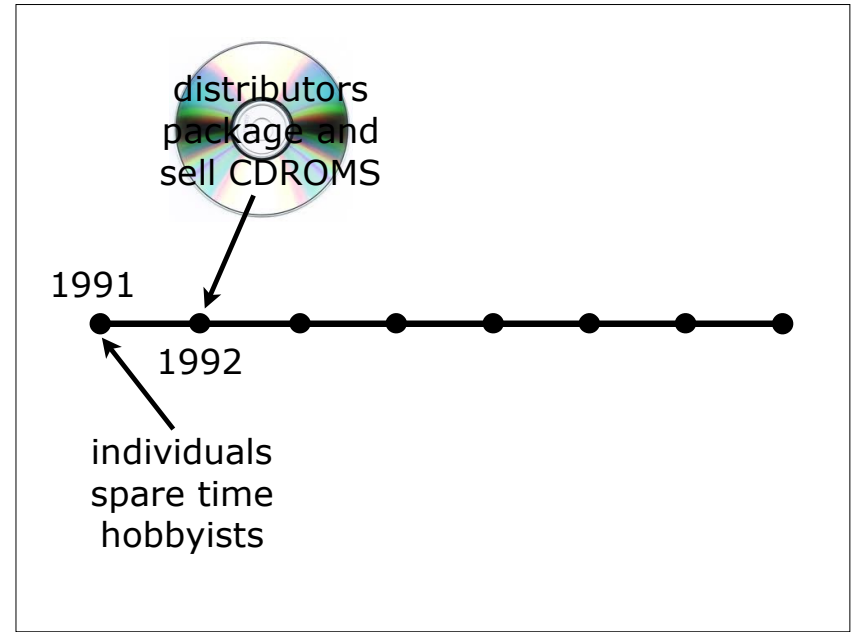 distributors
package and
sell CDROMS
1991
1992
individuals
spare time
hobbyists